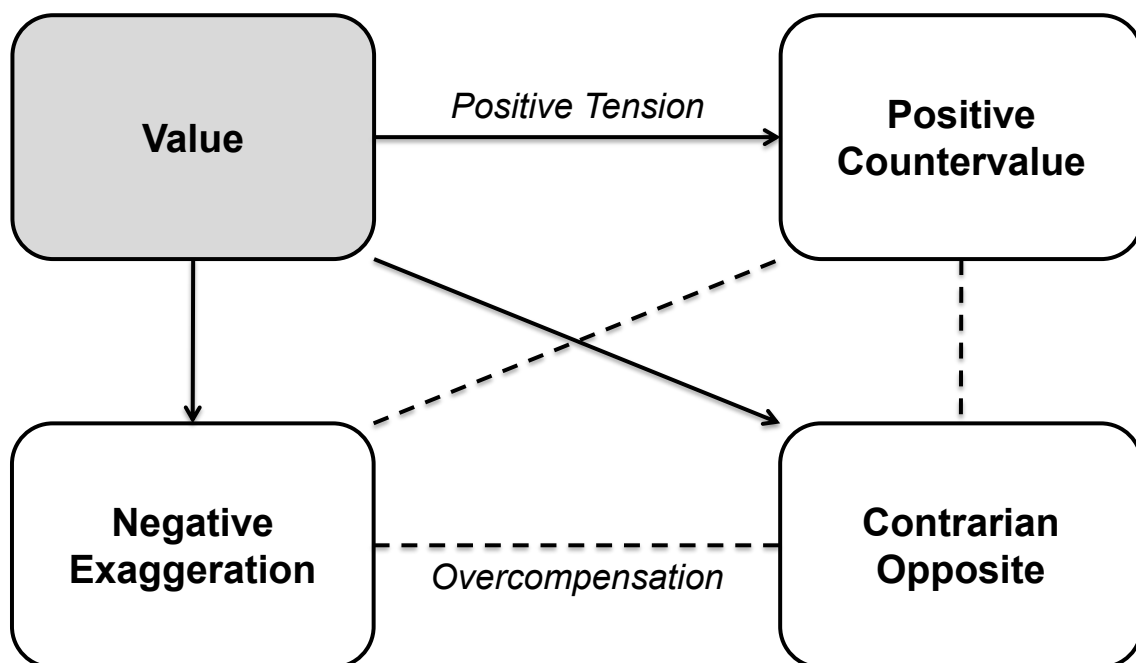 Positive Tension
Value
Positive
Countervalue
Negative
Exaggeration
Overcompensation
Contrarian
Opposite